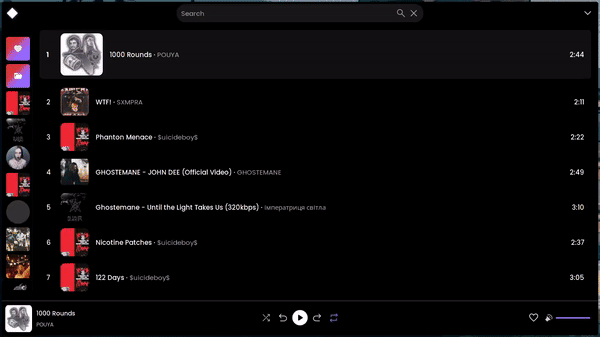 Search
1 1000 Rounds · POUYA 2:44
2 WTF! · SXMPRA 2:11
3 Phanton Menace · $uicideboy$ 2:22
4 GHOSTEMANE - JOHN DEE (Official Video) · GHOSTEMANE 2:49
5 Ghostemane - Until the Light Takes Us (320kbps) · Імператриця світла 3:10
6 Nicotine Patches · $uicideboy$ 2:37
7 122 Days · $uicideboy$ 3:05
1000 Rounds
POUYA